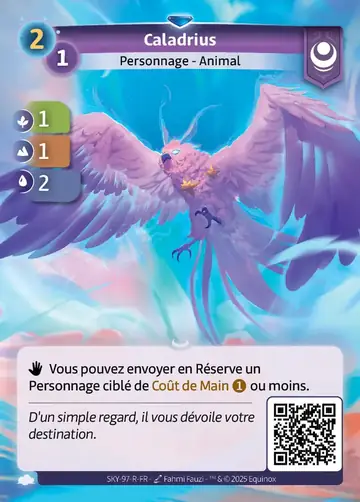 2
Caladrius
1
Personnage - Animal
1
1
2
Vous pouvez envoyer en Réserve un
Personnage ciblé de Coût de Main 1 ou moins.
D'un simple regard, il vous dévoile votre
destination.
SKY-97-R-FR - Fahmi Fauzi - ™ & © 2025 Equinox